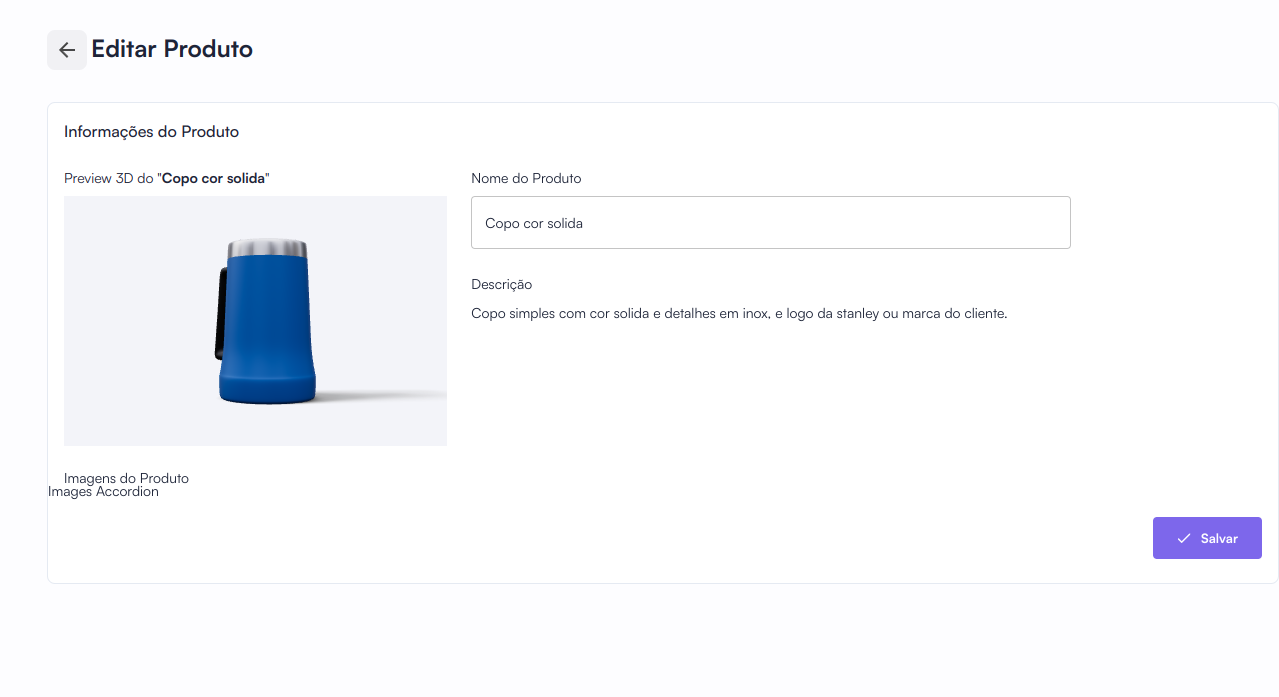 Editar Produto
Informações do Produto
Preview 3D do "Copo cor solida"
Nome do Produto
Copo cor solida
Descrição
Copo simples com cor solida e detalhes em inox, e logo da stanley ou marca do cliente.
Imagens do Produto
Images Accordion
Salvar